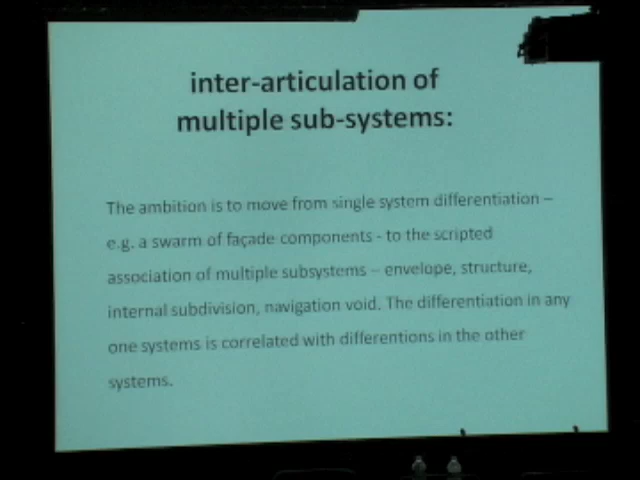 inter-articulation of
multiple sub-systems:
The ambition is to move from single system differentiation –
e.g. a swarm of façade components - to the scripted
association of multiple subsystems – envelope, structure,
internal subdivision, navigation void. The differentiation in any
one systems is correlated with differentions in the other
systems.